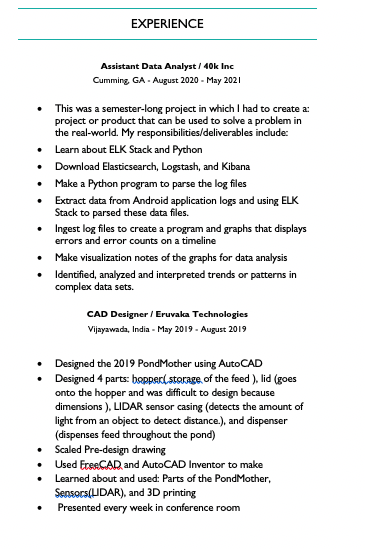 EXPERIENCE
Assistant Data Analyst / 40k Inc
Cumming, GA - August 2020 - May 2021
• This was a semester-long project in which I had to create a:
project or product that can be used to solve a problem in
the real-world. My responsibilities/deliverables include:
• Learn about ELK Stack and Python
• Download Elasticsearch, Logstash, and Kibana
• Make a Python program to parse the log files
• Extract data from Android application logs and using ELK
Stack to parsed these data files.
• Ingest log files to create a program and graphs that displays
errors and error counts on a timeline
• Make visualization notes of the graphs for data analysis
• Identified, analyzed and interpreted trends or patterns in
complex data sets.
CAD Designer / Eruvaka Technologies
Vijayawada, India - May 2019 - August 2019
• Designed the 2019 PondMother using AutoCAD
• Designed 4 parts: hopper( storage of the feed ), lid (goes
onto the hopper and was difficult to design because
dimensions ), LIDAR sensor casing (detects the amount of
light from an object to detect distance.), and dispenser
(dispenses feed throughout the pond)
• Scaled Pre-design drawing
• Used FreeCAD and AutoCAD Inventor to make
• Learned about and used: Parts of the PondMother,
Sensors(LIDAR), and 3D printing
• Presented every week in conference room